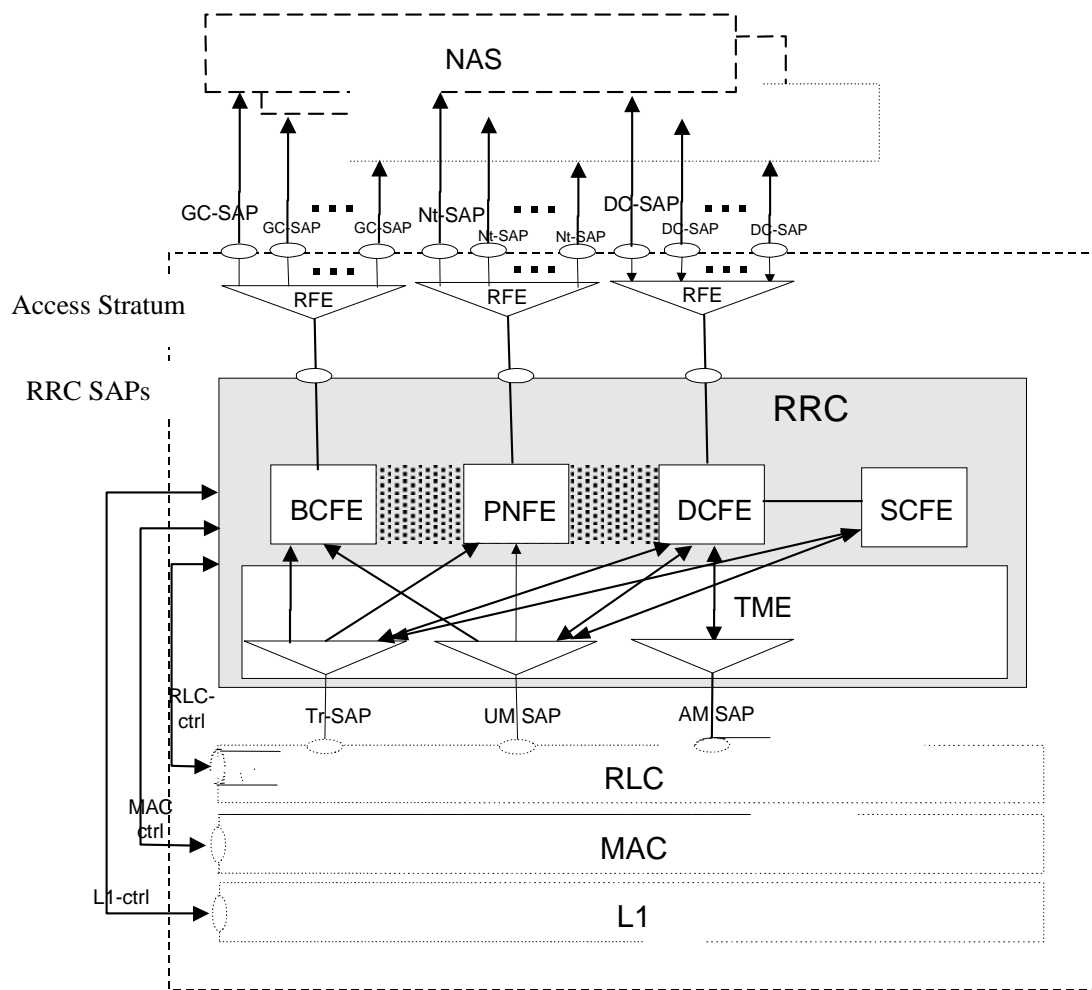 NAS
GC-SAP
GC-SAP
GC-SAP
Nt-SAP
Nt-SAP
Nt-SAP
DC-SAP
DC-SAP
DC-SAP
RFE
RFE
RFE
Access Stratum
RRC SAPs
RRC
BCFE
PNFE
DCFE
SCFE
TME
RLC-
ctrl
Tr-SAP
UM SAP
AM SAP
RLC
MAC
ctrl
MAC
L1-ctrl
L1